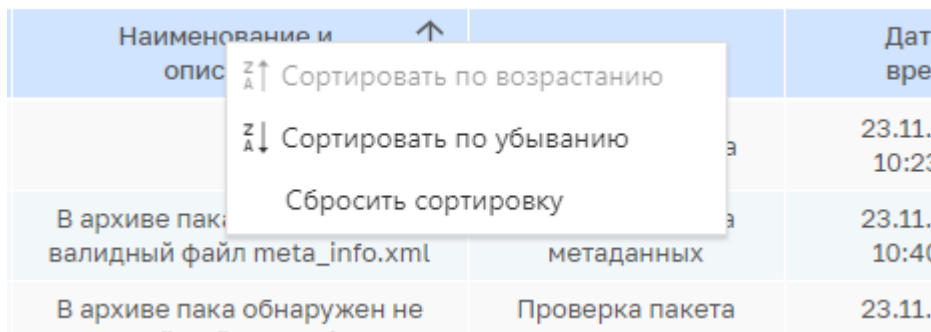 Наименование и
опис
Сортировать по возрастанию
Сортировать по убыванию
Сбросить сортировку
Дат
вре
23.11.
10:23
а
В архиве пак
а
23.11.
валидный файл meta_info.xml
метаданных
10:40
В архиве пака обнаружен не
Проверка пакета
23.11.